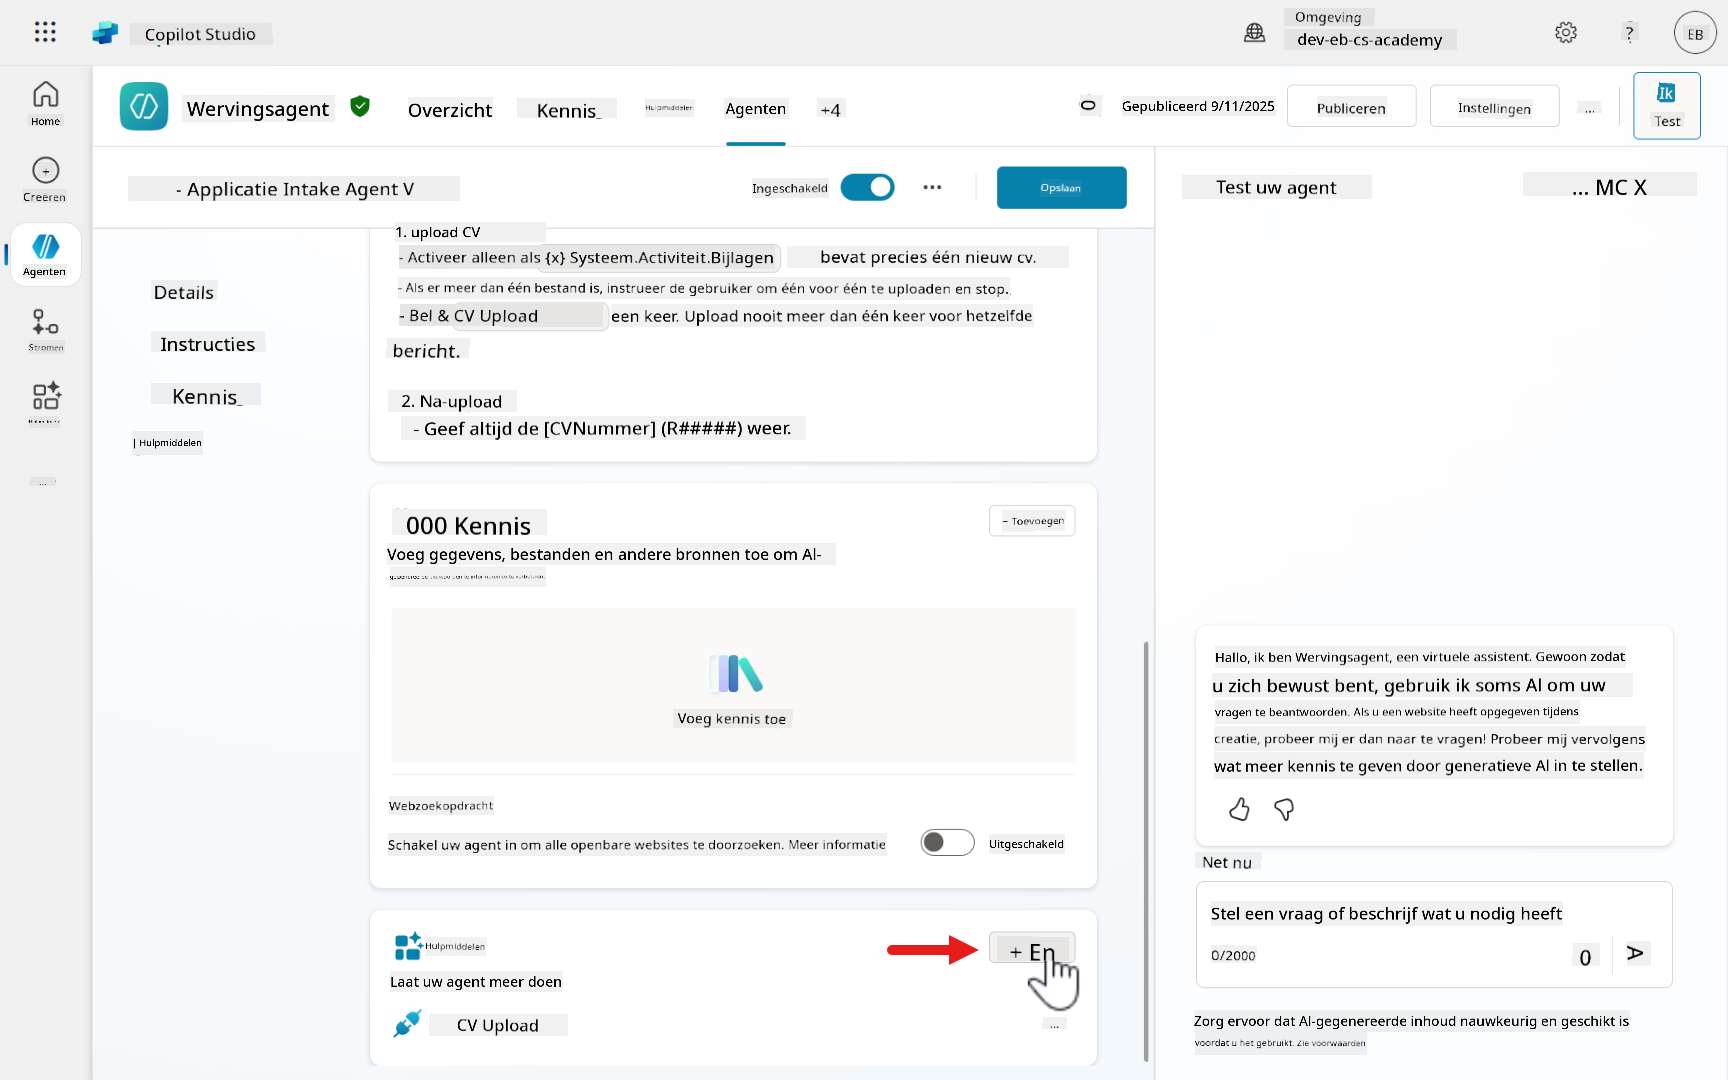 Copilot Studio
Omgeving
dev-eb-cs-academy
?
EB
Home
Creëren
Agenten
Stromen
...
Wervingsagent
Overzicht
Kennis_
Hulpmiddelen
Agenten
+4
Gepubliceerd 9/11/2025
Publiceren
Instellingen
...
Ik
Test
- Applicatie Intake Agent V
Ingeschakeld
Opslaan
Details
Instructies
Kennis_
| Hulpmiddelen
1. upload CV
- Activeer alleen als {x} Systeem.Activiteit.Bijlagen bevat precies één nieuw cv.
- Als er meer dan één bestand is, instrueer de gebruiker om één voor één te uploaden en stop.
- Bel & CV Upload een keer. Upload nooit meer dan één keer voor hetzelfde
bericht.
2. Na-upload
- Geef altijd de [CVNummer] (R#####) weer.
000 Kennis
– Toevoegen
Voeg gegevens, bestanden en andere bronnen toe om Al-
Voeg kennis toe
Webzoekopdracht
Schakel uw agent in om alle openbare websites te doorzoeken. Meer informatie
Uitgeschakeld
Hulpmiddelen
+ En
Laat uw agent meer doen
CV Upload
...
Test uw agent
... MC X
Hallo, ik ben Wervingsagent, een virtuele assistent. Gewoon zodat
u zich bewust bent, gebruik ik soms Al om uw
vragen te beantwoorden. Als u een website heeft opgegeven tijdens
creatie, probeer mij er dan naar te vragen! Probeer mij vervolgens
wat meer kennis te geven door generatieve Al in te stellen.
Net nu
Stel een vraag of beschrijf wat u nodig heeft
0/2000
0
Zorg ervoor dat Al-gegenereerde inhoud nauwkeurig en geschikt is
voordat u het gebruikt. Zie voorwaarden